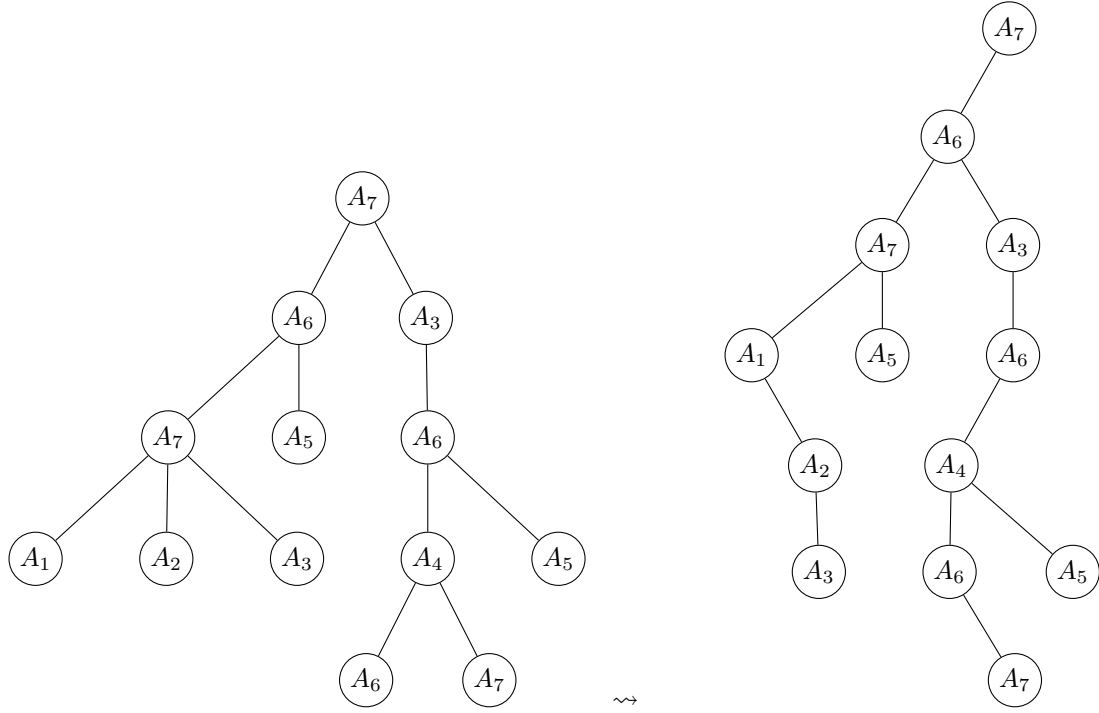 A₇
A₆
A₇ A₆ A₇ A₃
A₆ A₃ A₁ A₅ A₆
A₇ A₅ A₆ A₂ A₄
A₁ A₂ A₃ A₄ A₅ A₃ A₆ A₅
A₆ A₇ ⇝ A₇